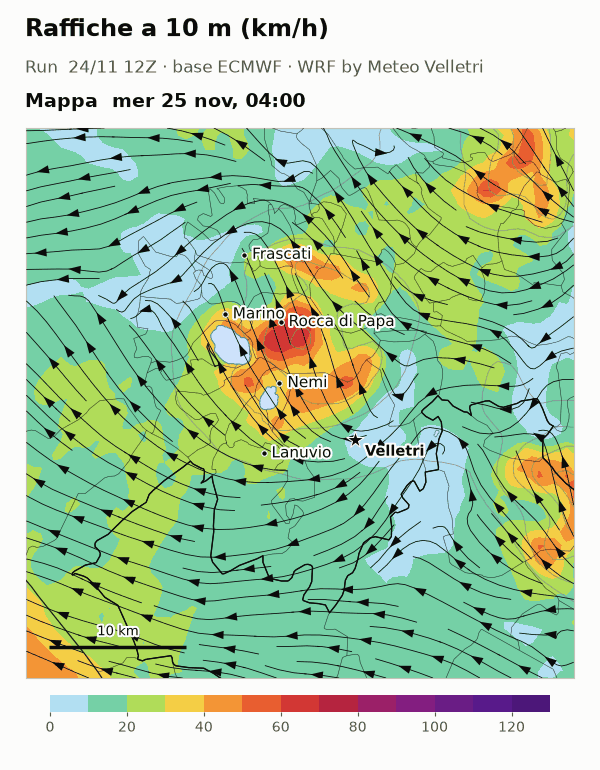 Raffiche a 10 m (km/h)
Run 24/11 12Z · base ECMWF · WRF by Meteo Velletri
Mappa mer 25 nov, 04:00
Frascati
Marino
Rocca di Papa
Nemi
Velletri
Lanuvio
10 km
0 20 40 60 80 100 120